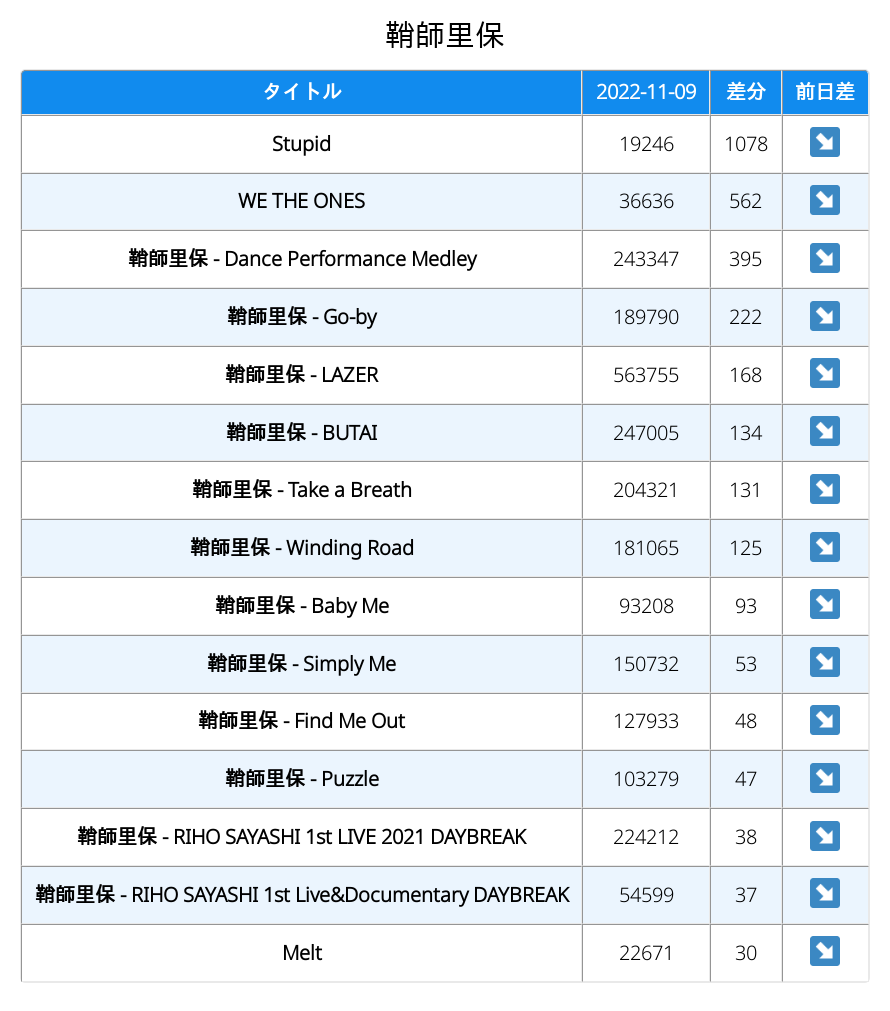 鞘師里保
タイトル 2022-11-09 差分 前日差
Stupid 19246 1078 ↘
WE THE ONES 36636 562 ↘
鞘師里保 - Dance Performance Medley 243347 395 ↘
鞘師里保 - Go-by 189790 222 ↘
鞘師里保 - LAZER 563755 168 ↘
鞘師里保 - BUTAI 247005 134 ↘
鞘師里保 - Take a Breath 204321 131 ↘
鞘師里保 - Winding Road 181065 125 ↘
鞘師里保 - Baby Me 93208 93 ↘
鞘師里保 - Simply Me 150732 53 ↘
鞘師里保 - Find Me Out 127933 48 ↘
鞘師里保 - Puzzle 103279 47 ↘
鞘師里保 - RIHO SAYASHI 1st LIVE 2021 DAYBREAK 224212 38 ↘
鞘師里保 - RIHO SAYASHI 1st Live&Documentary DAYBREAK 54599 37 ↘
Melt 22671 30 ↘